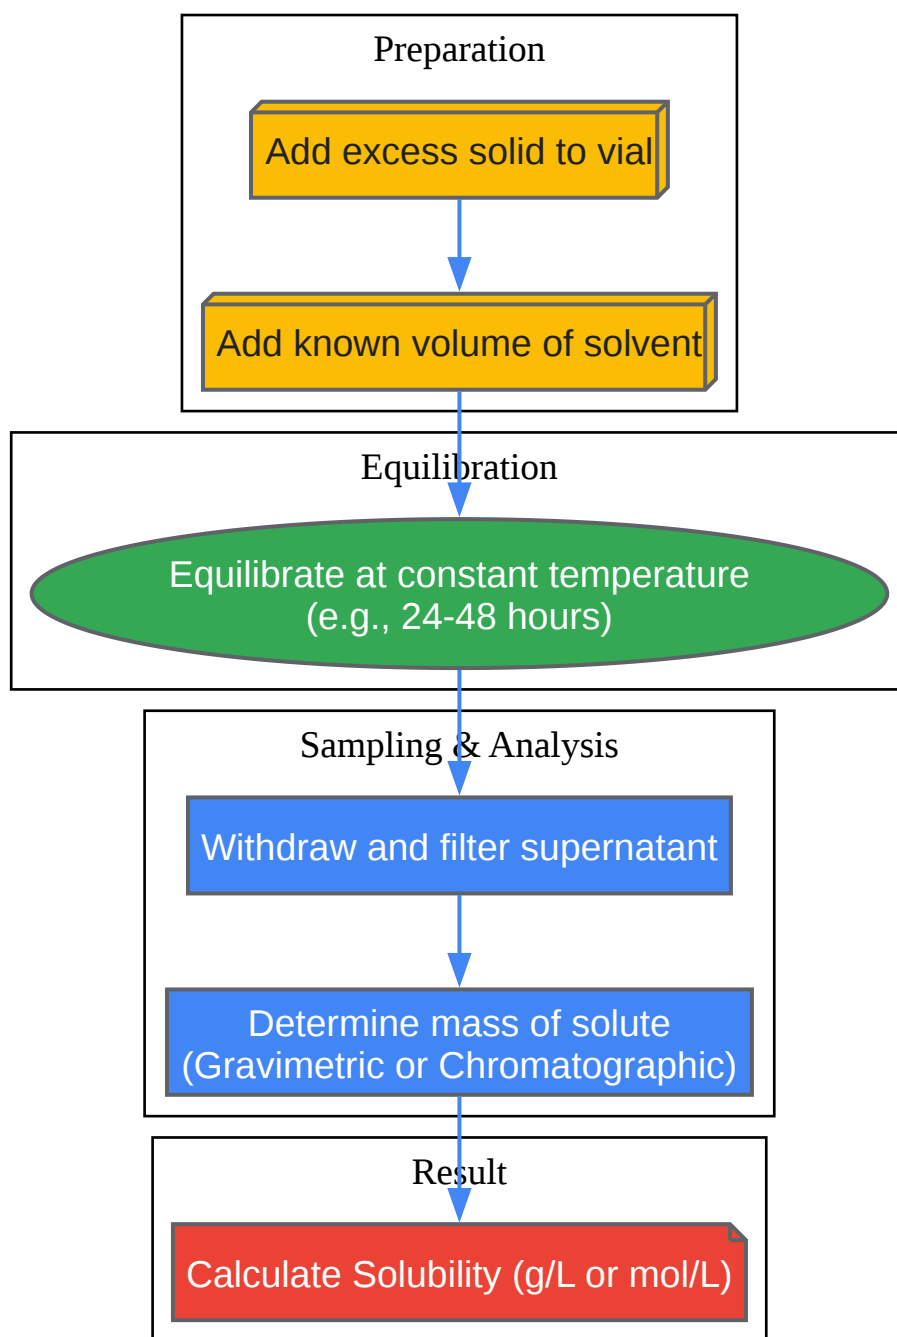 Preparation
Add excess solid to vial
Add known volume of solvent
Equilibration
Equilibrate at constant temperature
(e.g., 24-48 hours)
Sampling & Analysis
Withdraw and filter supernatant
Determine mass of solute
(Gravimetric or Chromatographic)
Result
Calculate Solubility (g/L or mol/L)